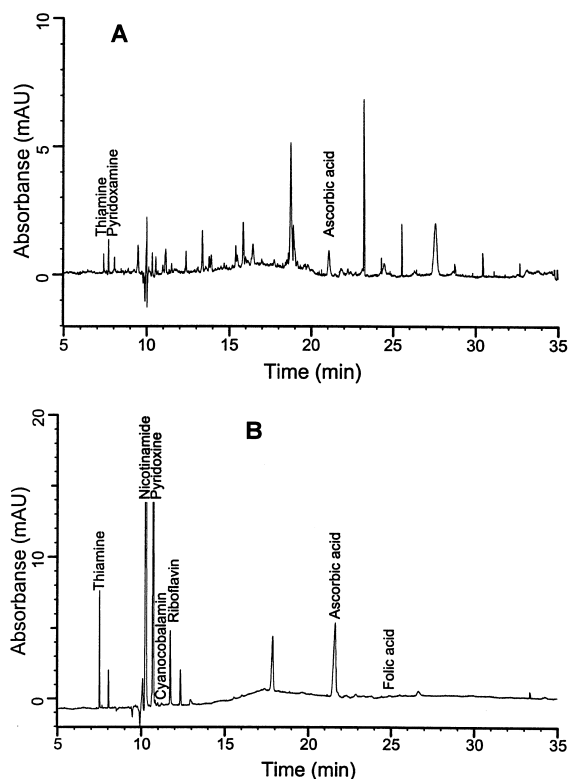 A
10
5
0
Absorbanse (mAU)
Thiamine
Pyridoxamine
Ascorbic acid
5 10 15 20 25 30 35
Time (min)
B
20
10
0
Absorbanse (mAU)
Thiamine
Nicotinamide
Pyridoxine
Cyanocobalamin
Riboflavin
Ascorbic acid
Folic acid
5 10 15 20 25 30 35
Time (min)